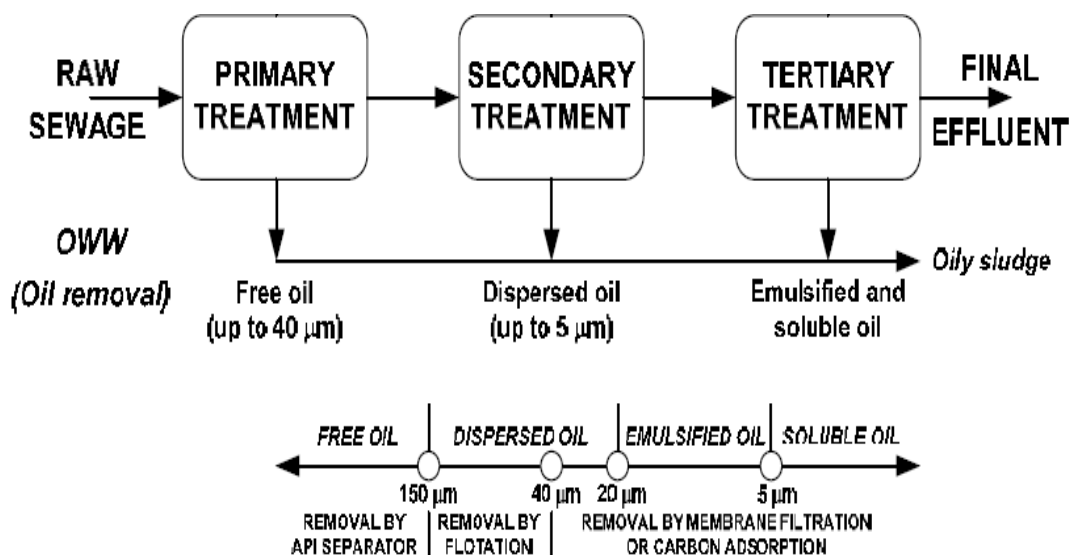 RAW
SEWAGE
PRIMARY
TREATMENT
SECONDARY
TREATMENT
TERTIARY
TREATMENT
FINAL
EFFLUENT
OWW
(Oil removal)
Free oil
(up to 40 μm)
Dispersed oil
(up to 5 μm)
Emulsified and
soluble oil
Oily sludge
FREE OIL
DISPERSED OIL
EMULSIFIED OIL
SOLUBLE OIL
150 μm
40 μm
20 μm
5 μm
REMOVAL BY
API SEPARATOR
REMOVAL BY
FLOTATION
REMOVAL BY MEMBRANE FILTRATION
OR CARBON ADSORPTION